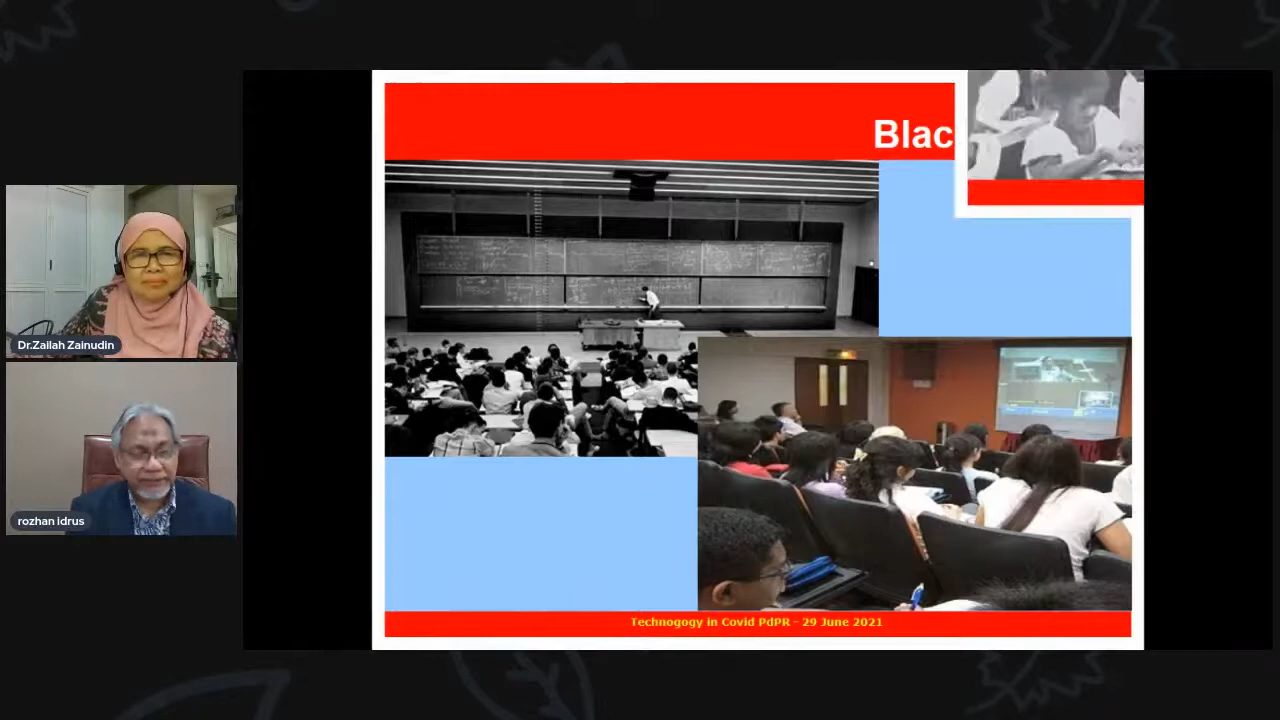 Blac
Dr.Zailah Zainudin
rozhan idrus
Technogogy in Covid PdPR - 29 June 2021